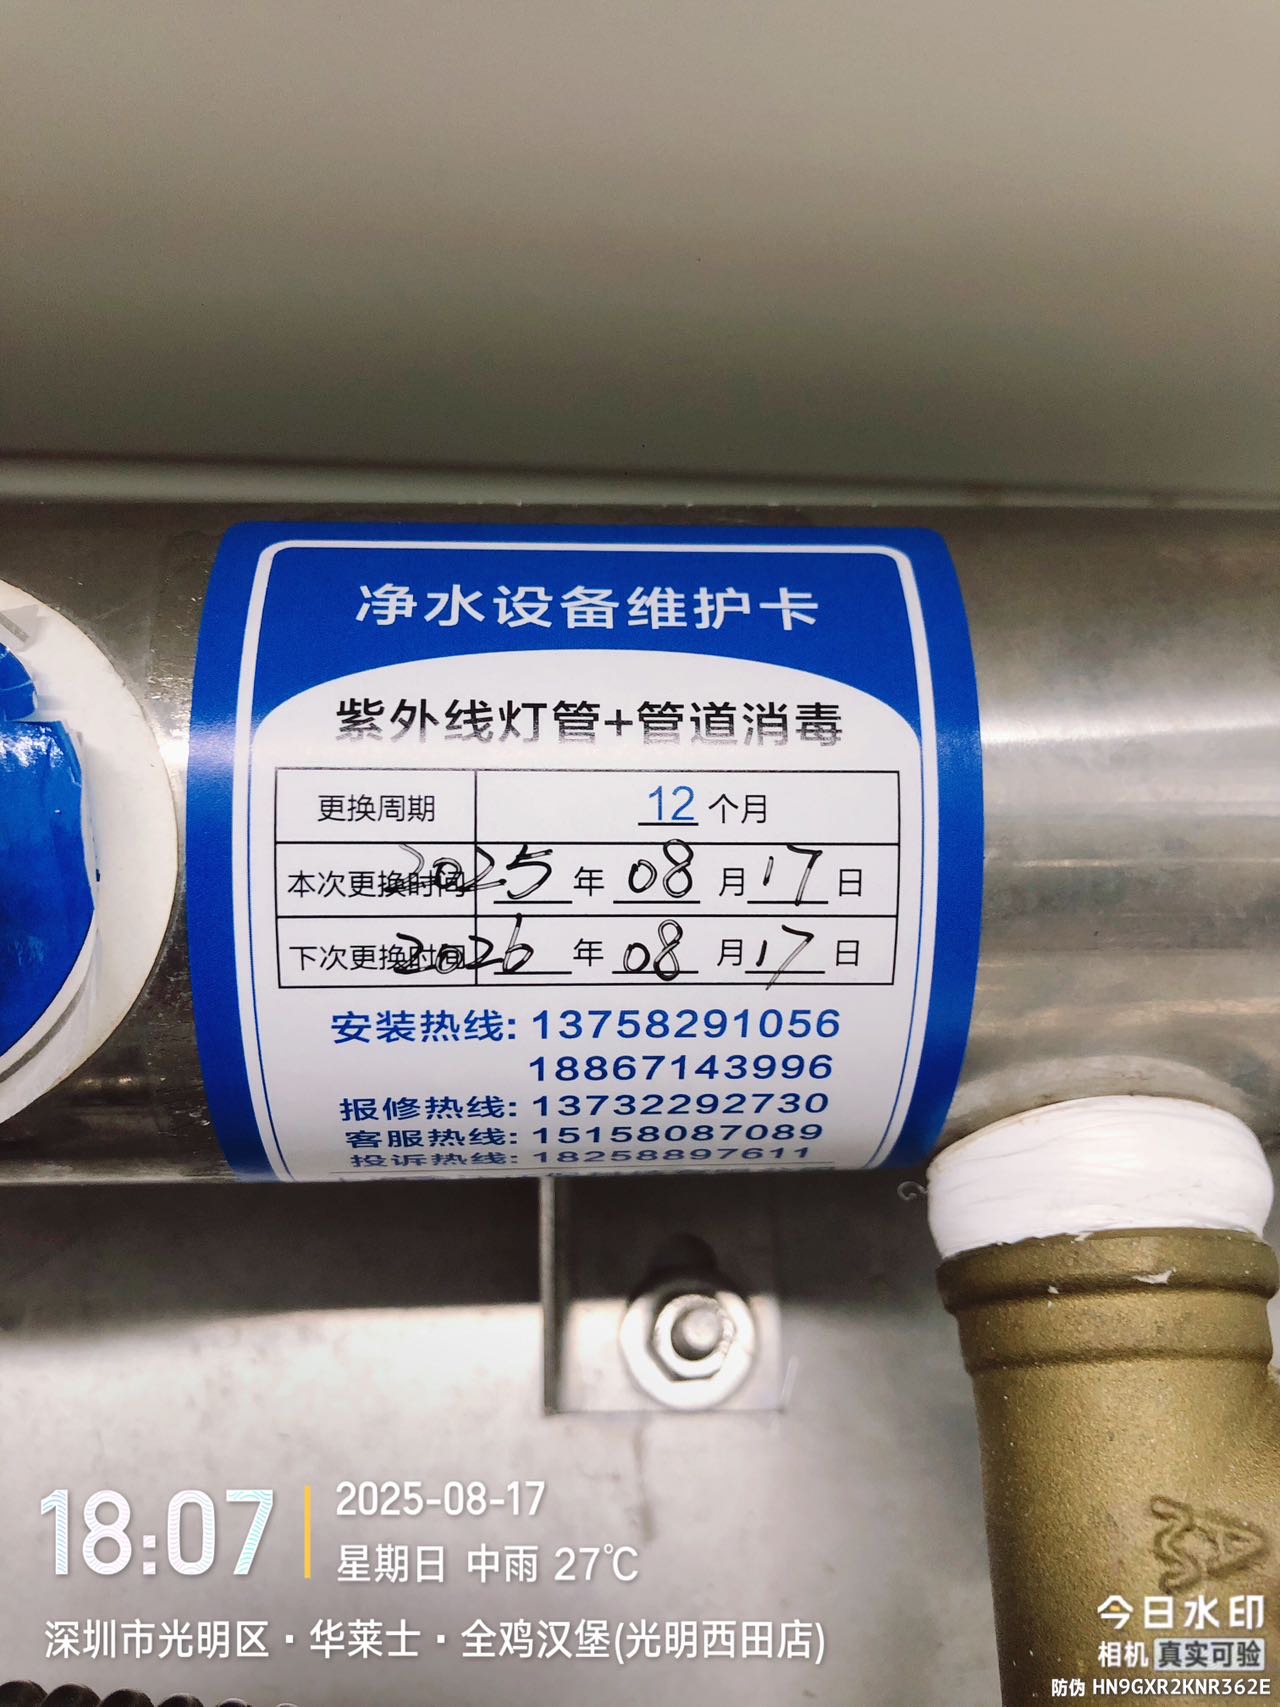 净水设备维护卡
紫外线灯管+管道消毒
更换周期 12 个月
本次更换时间 2025 年 08 月 17 日
下次更换时间 2026 年 08 月 17 日
安装热线: 13758291056
18867143996
报修热线: 13732292730
客服热线: 15158087089
投诉热线: 18258897611
18:07
2025-08-17
星期日 中雨 27℃
深圳市光明区·华莱士·全鸡汉堡(光明西田店)
今日水印
相机 真实可验
防伪 HN9GXR2KNR362E